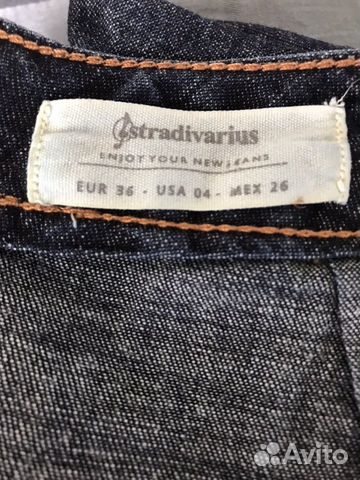 stradivarius
ENJOY YOUR NEW JEANS
EUR 36 - USA 04 - MEX 26
Avito